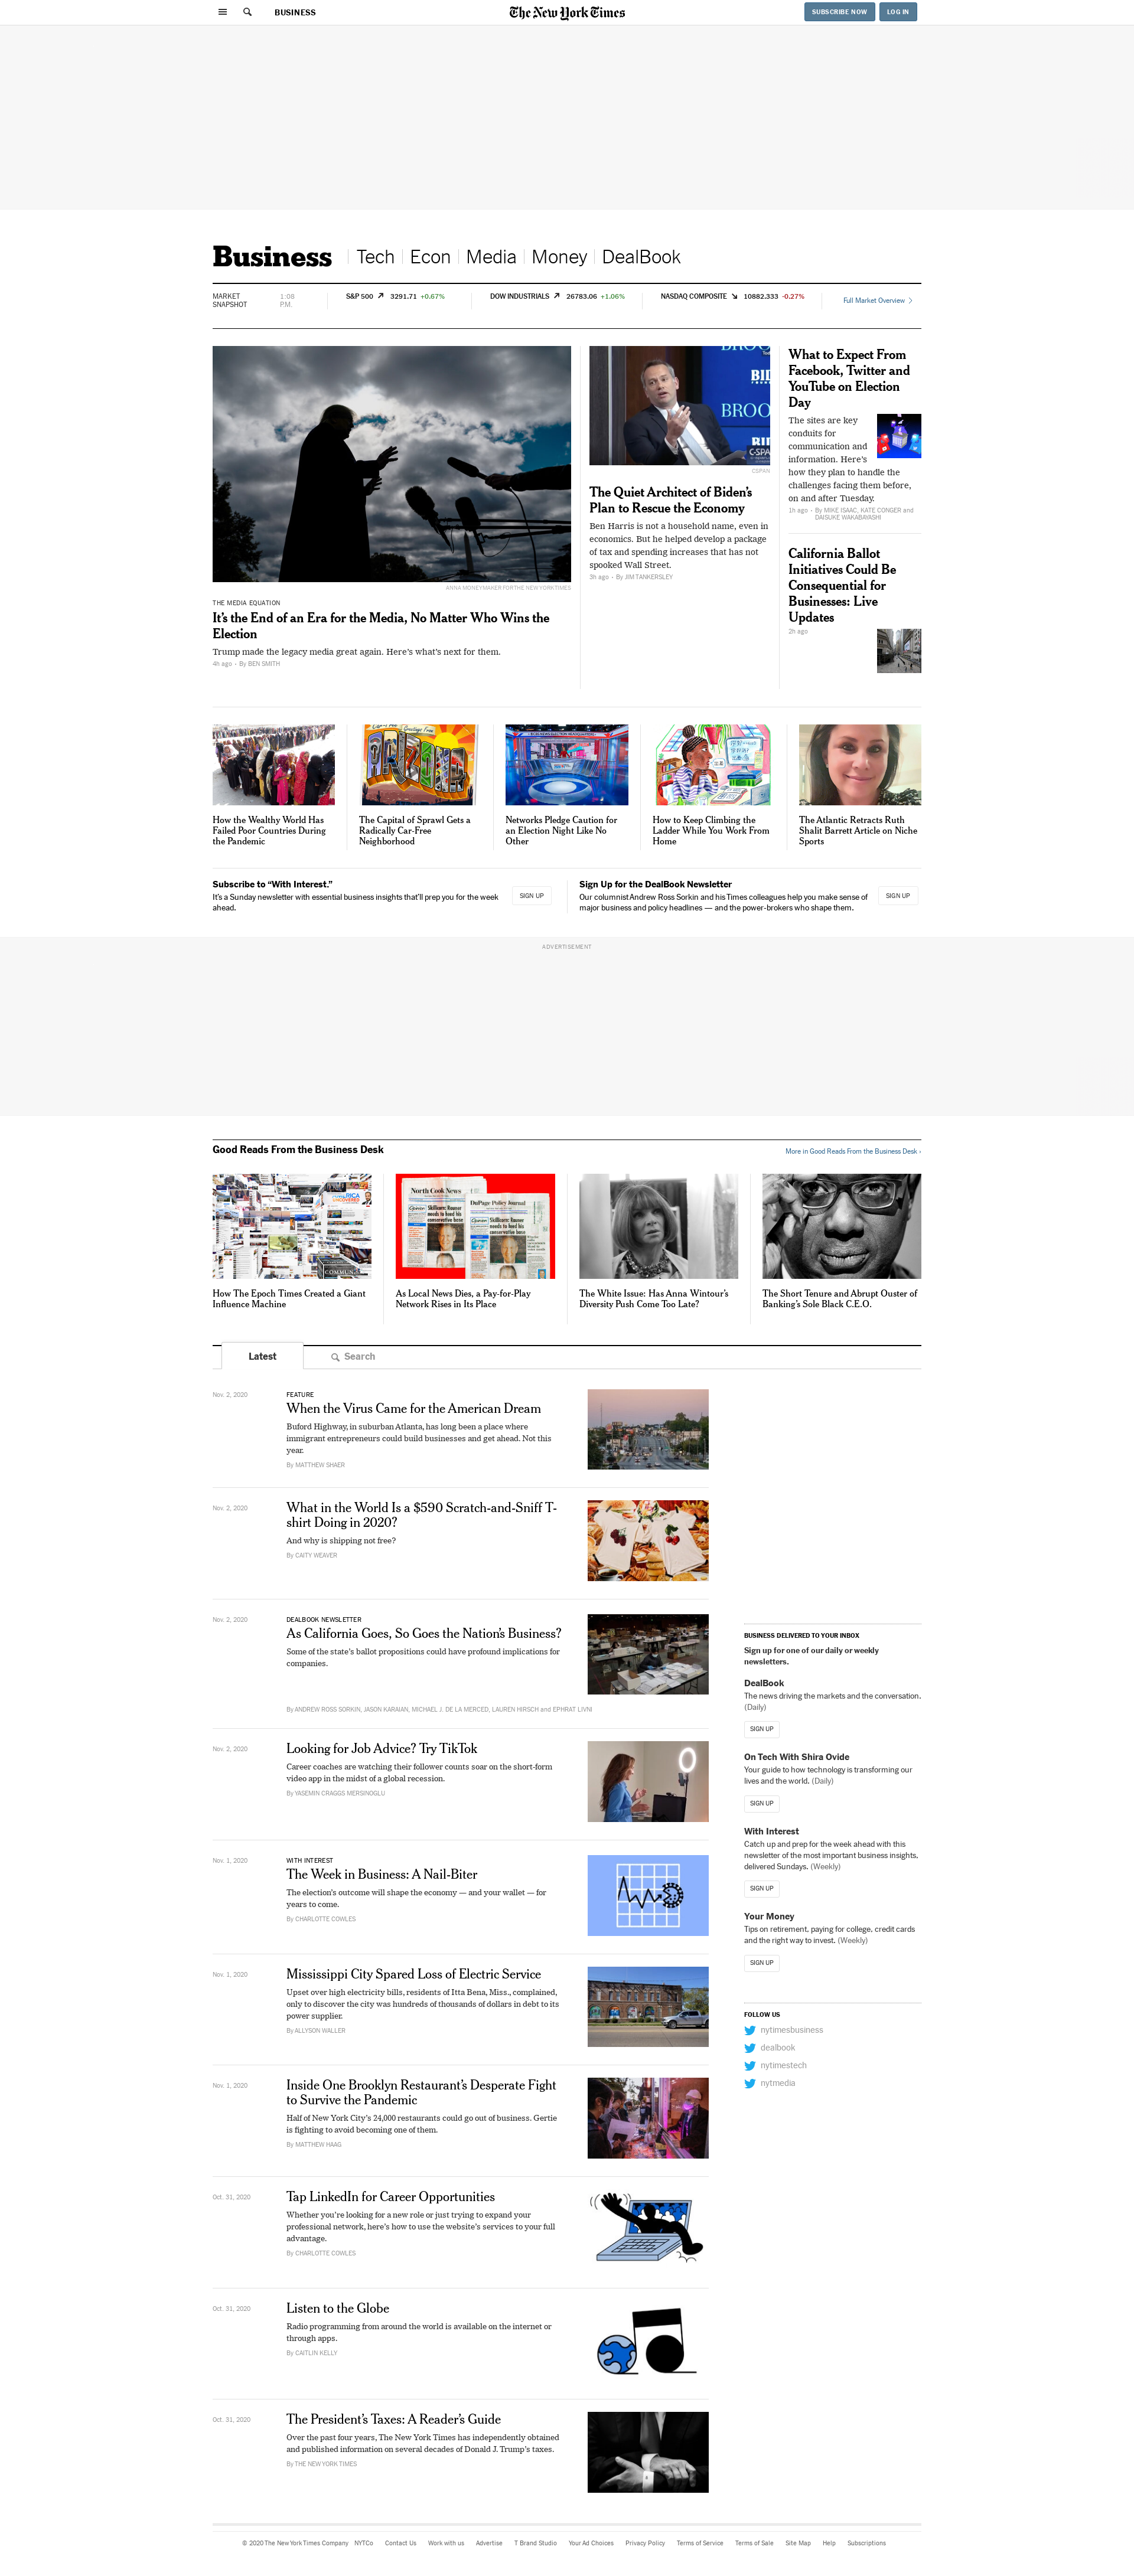 BUSINESS
The New York Times
SUBSCRIBE NOW
LOG IN
Business
Tech
Econ
Media
Money
DealBook
MARKET
SNAPSHOT
1:08
P.M.
S&P 500 3291.71 +0.67%
DOW INDUSTRIALS 26783.06 +1.06%
NASDAQ COMPOSITE 10882.333 -0.27%
Full Market Overview
ANNA MONEYMAKER FOR THE NEW YORK TIMES
THE MEDIA EQUATION
It’s the End of an Era for the Media, No Matter Who Wins the
Election
Trump made the legacy media great again. Here’s what’s next for them.
4h ago · By BEN SMITH
C-SPAN
CSPAN
The Quiet Architect of Biden’s
Plan to Rescue the Economy
Ben Harris is not a household name, even in
economics. But he helped develop a package
of tax and spending increases that has not
spooked Wall Street.
3h ago · By JIM TANKERSLEY
What to Expect From
Facebook, Twitter and
YouTube on Election
Day
The sites are key
conduits for
communication and
information. Here’s
how they plan to handle the
challenges facing them before,
on and after Tuesday.
1h ago · By MIKE ISAAC, KATE CONGER and
DAISUKE WAKABAYASHI
California Ballot
Initiatives Could Be
Consequential for
Businesses: Live
Updates
2h ago
How the Wealthy World Has
Failed Poor Countries During
the Pandemic
The Capital of Sprawl Gets a
Radically Car-Free
Neighborhood
Networks Pledge Caution for
an Election Night Like No
Other
How to Keep Climbing the
Ladder While You Work From
Home
The Atlantic Retracts Ruth
Shalit Barrett Article on Niche
Sports
Subscribe to “With Interest.”
It’s a Sunday newsletter with essential business insights that’ll prep you for the week
ahead.
SIGN UP
Sign Up for the DealBook Newsletter
Our columnist Andrew Ross Sorkin and his Times colleagues help you make sense of
major business and policy headlines — and the power-brokers who shape them.
SIGN UP
ADVERTISEMENT
Good Reads From the Business Desk
More in Good Reads From the Business Desk ›
North Cook News
DuPage Policy Journal
How The Epoch Times Created a Giant
Influence Machine
As Local News Dies, a Pay-for-Play
Network Rises in Its Place
The White Issue: Has Anna Wintour’s
Diversity Push Come Too Late?
The Short Tenure and Abrupt Ouster of
Banking’s Sole Black C.E.O.
Latest
Search
Nov. 2, 2020
FEATURE
When the Virus Came for the American Dream
Buford Highway, in suburban Atlanta, has long been a place where
immigrant entrepreneurs could build businesses and get ahead. Not this
year.
By MATTHEW SHAER
Nov. 2, 2020
What in the World Is a $590 Scratch-and-Sniff T-
shirt Doing in 2020?
And why is shipping not free?
By CAITY WEAVER
Nov. 2, 2020
DEALBOOK NEWSLETTER
As California Goes, So Goes the Nation’s Business?
Some of the state’s ballot propositions could have profound implications for
companies.
By ANDREW ROSS SORKIN, JASON KARAIAN, MICHAEL J. DE LA MERCED, LAUREN HIRSCH and EPHRAT LIVNI
Nov. 2, 2020
Looking for Job Advice? Try TikTok
Career coaches are watching their follower counts soar on the short-form
video app in the midst of a global recession.
By YASEMIN CRAGGS MERSINOGLU
Nov. 1, 2020
WITH INTEREST
The Week in Business: A Nail-Biter
The election’s outcome will shape the economy — and your wallet — for
years to come.
By CHARLOTTE COWLES
Nov. 1, 2020
Mississippi City Spared Loss of Electric Service
Upset over high electricity bills, residents of Itta Bena, Miss., complained,
only to discover the city was hundreds of thousands of dollars in debt to its
power supplier.
By ALLYSON WALLER
Nov. 1, 2020
Inside One Brooklyn Restaurant’s Desperate Fight
to Survive the Pandemic
Half of New York City’s 24,000 restaurants could go out of business. Gertie
is fighting to avoid becoming one of them.
By MATTHEW HAAG
Oct. 31, 2020
Tap LinkedIn for Career Opportunities
Whether you’re looking for a new role or just trying to expand your
professional network, here’s how to use the website’s services to your full
advantage.
By CHARLOTTE COWLES
Oct. 31, 2020
Listen to the Globe
Radio programming from around the world is available on the internet or
through apps.
By CAITLIN KELLY
Oct. 31, 2020
The President’s Taxes: A Reader’s Guide
Over the past four years, The New York Times has independently obtained
and published information on several decades of Donald J. Trump’s taxes.
By THE NEW YORK TIMES
BUSINESS DELIVERED TO YOUR INBOX
Sign up for one of our daily or weekly
newsletters.
DealBook
The news driving the markets and the conversation.
(Daily)
SIGN UP
On Tech With Shira Ovide
Your guide to how technology is transforming our
lives and the world. (Daily)
SIGN UP
With Interest
Catch up and prep for the week ahead with this
newsletter of the most important business insights,
delivered Sundays. (Weekly)
SIGN UP
Your Money
Tips on retirement, paying for college, credit cards
and the right way to invest. (Weekly)
SIGN UP
FOLLOW US
nytimesbusiness
dealbook
nytimestech
nytmedia
© 2020 The New York Times Company NYTCo Contact Us Work with us Advertise T Brand Studio Your Ad Choices Privacy Policy Terms of Service Terms of Sale Site Map Help Subscriptions